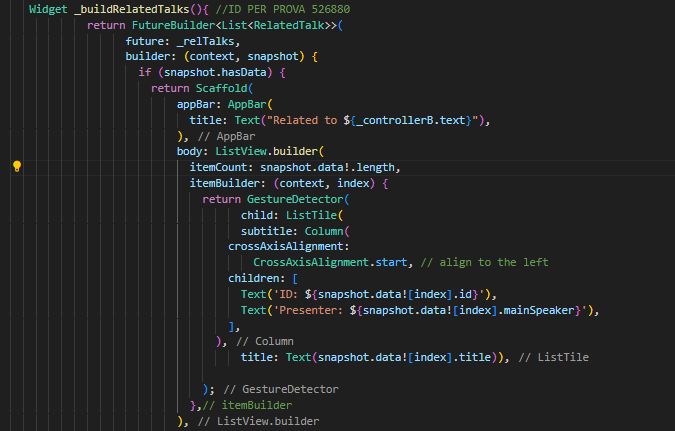 Widget _buildRelatedTalks(){ //ID PER PROVA 526880
return FutureBuilder<List<RelatedTalk>>(
future: _relTalks,
builder: (context, snapshot) {
if (snapshot.hasData) {
return Scaffold(
appBar: AppBar(
title: Text("Related to ${_controllerB.text}"),
), // AppBar
body: ListView.builder(
itemCount: snapshot.data!.length,
itemBuilder: (context, index) {
return GestureDetector(
child: ListTile(
subtitle: Column(
crossAxisAlignment:
CrossAxisAlignment.start, // align to the left
children: [
Text('ID: ${snapshot.data![index].id}'),
Text('Presenter: ${snapshot.data![index].mainSpeaker}'),
],
), // Column
title: Text(snapshot.data![index].title)), // ListTile
); // GestureDetector
},// itemBuilder
), // ListView.builder